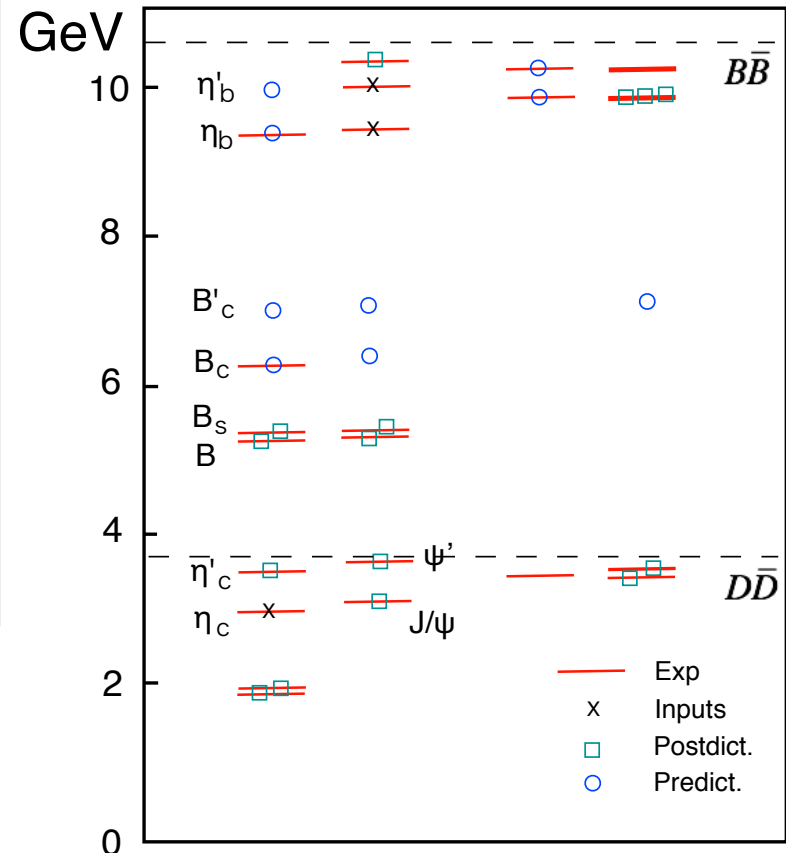 GeV
BB̄
10
η'b
ηb
8
B'c
Bc
6
Bs
B
4
ψ'
η'c
DD̄
ηc
J/ψ
2
Exp
x Inputs
Postdict.
Predict.
0